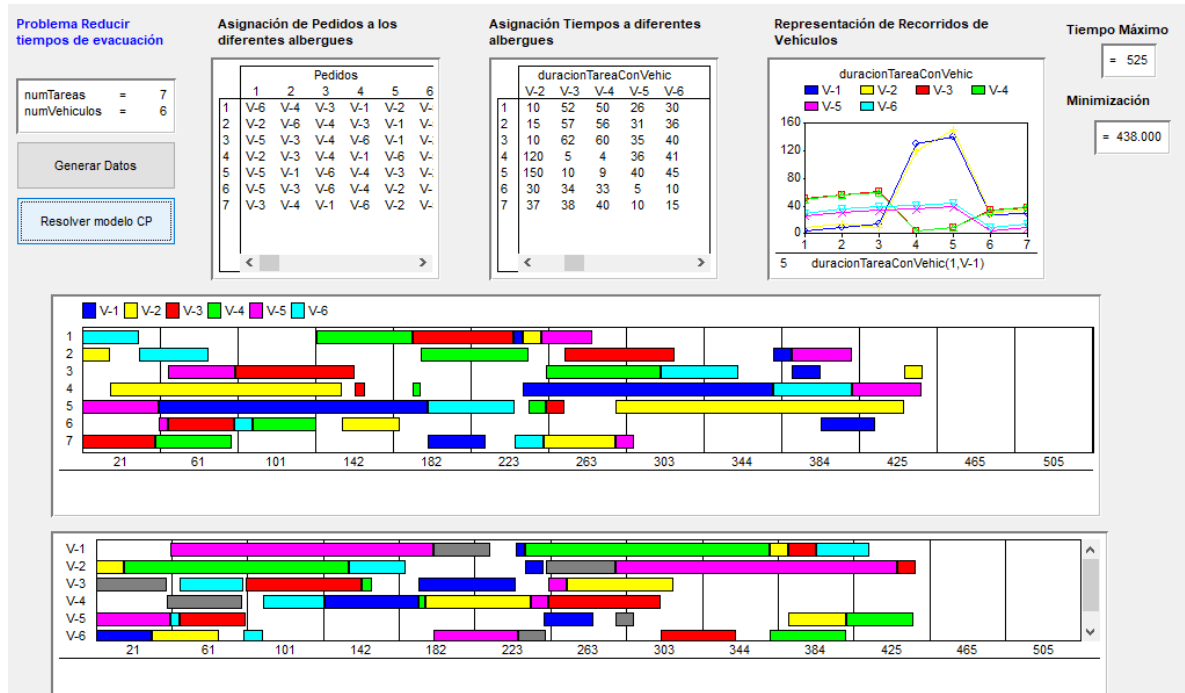 Problema Reducir
tiempos de evacuación
numTareas = 7
numVehiculos = 6
Generar Datos
Resolver modelo CP
Asignación de Pedidos a los
diferentes albergues
Pedidos
1 2 3 4 5 6
1 V-6 V-4 V-3 V-1 V-2 V-
2 V-2 V-6 V-4 V-3 V-1 V-
3 V-5 V-3 V-4 V-6 V-1 V-
4 V-2 V-3 V-4 V-1 V-6 V-
5 V-5 V-1 V-6 V-4 V-3 V-
6 V-5 V-3 V-6 V-4 V-2 V-
7 V-3 V-4 V-1 V-6 V-2 V-
Asignación Tiempos a diferentes
albergues
duracionTareaConVehic
V-2 V-3 V-4 V-5 V-6
1 10 52 50 26 30
2 15 57 56 31 36
3 10 62 60 35 40
4 120 5 4 36 41
5 150 10 9 40 45
6 30 34 33 5 10
7 37 38 40 10 15
Representación de Recorridos de
Vehículos
duracionTareaConVehic
V-1 V-2 V-3 V-4
V-5 V-6
160
120
80
40
0
1 2 3 4 5 6 7
5 duracionTareaConVehic(1,V-1)
Tiempo Máximo
= 525
Minimización
= 438.000
V-1 V-2 V-3 V-4 V-5 V-6
1
2
3
4
5
6
7
21 61 101 142 182 223 263 303 344 384 425 465 505
V-1
V-2
V-3
V-4
V-5
V-6
21 61 101 142 182 223 263 303 344 384 425 465 505